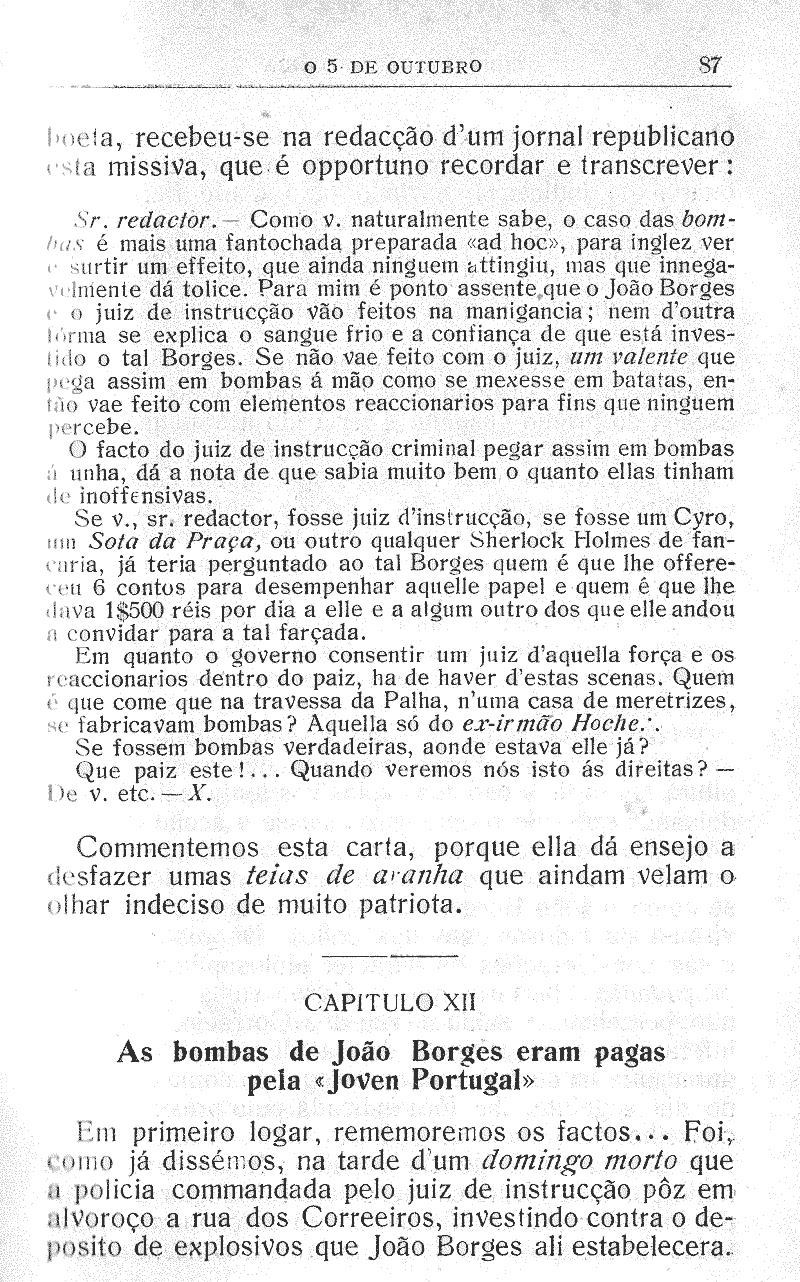 O 5 DE OUTUBRO 87
boeta, recebeu-se na redacção d'um jornal republicano
esta missiva, que é opportuno recordar e transcrever:
Sr. redactor. — Como v. naturalmente sabe, o caso das bom-
bas é mais uma fantochada preparada «ad hoc», para inglez ver
e surtir um effeito, que ainda ninguem attingiu, mas que innega-
velmente dá tolice. Para mim é ponto assente que o João Borges
e o juiz de instrucção vão feitos na manigancia; nem d'outra
fórma se explica o sangue frio e a confiança de que está inves-
tido o tal Borges. Se não vae feito com o juiz, um valente que
pega assim em bombas á mão como se mexesse em batatas, en-
tão vae feito com elementos reaccionarios para fins que ninguem
percebe.
O facto do juiz de instrucção criminal pegar assim em bombas
á unha, dá a nota de que sabia muito bem o quanto ellas tinham
de inoffensivas.
Se v., sr. redactor, fosse juiz d'instrucção, se fosse um Cyro,
um Sota da Praça, ou outro qualquer Sherlock Holmes de fan-
caria, já teria perguntado ao tal Borges quem é que lhe offere-
ceu 6 contos para desempenhar aquelle papel e quem é que lhe
dava 1$500 réis por dia a elle e a algum outro dos que elle andou
a convidar para a tal farçada.
Em quanto o governo consentir um juiz d'aquella força e os
reaccionarios dentro do paiz, ha de haver d'estas scenas. Quem
é que come que na travessa da Palha, n'uma casa de meretrizes,
se fabricavam bombas? Aquella só do ex-irmão Hoche∴
Se fossem bombas verdadeiras, aonde estava elle já?
Que paiz este!... Quando veremos nós isto ás direitas? —
De v. etc. — X.
Commentemos esta carta, porque ella dá ensejo a
desfazer umas teias de aranha que aindam velam o
olhar indeciso de muito patriota.
CAPITULO XII
As bombas de João Borges eram pagas
pela «Joven Portugal»
Em primeiro logar, rememoremos os factos... Foi,
como já dissémos, na tarde d'um domingo morto que
a policia commandada pelo juiz de instrucção pôz em
alvoroço a rua dos Correeiros, investindo contra o de-
posito de explosivos que João Borges ali estabelecera.